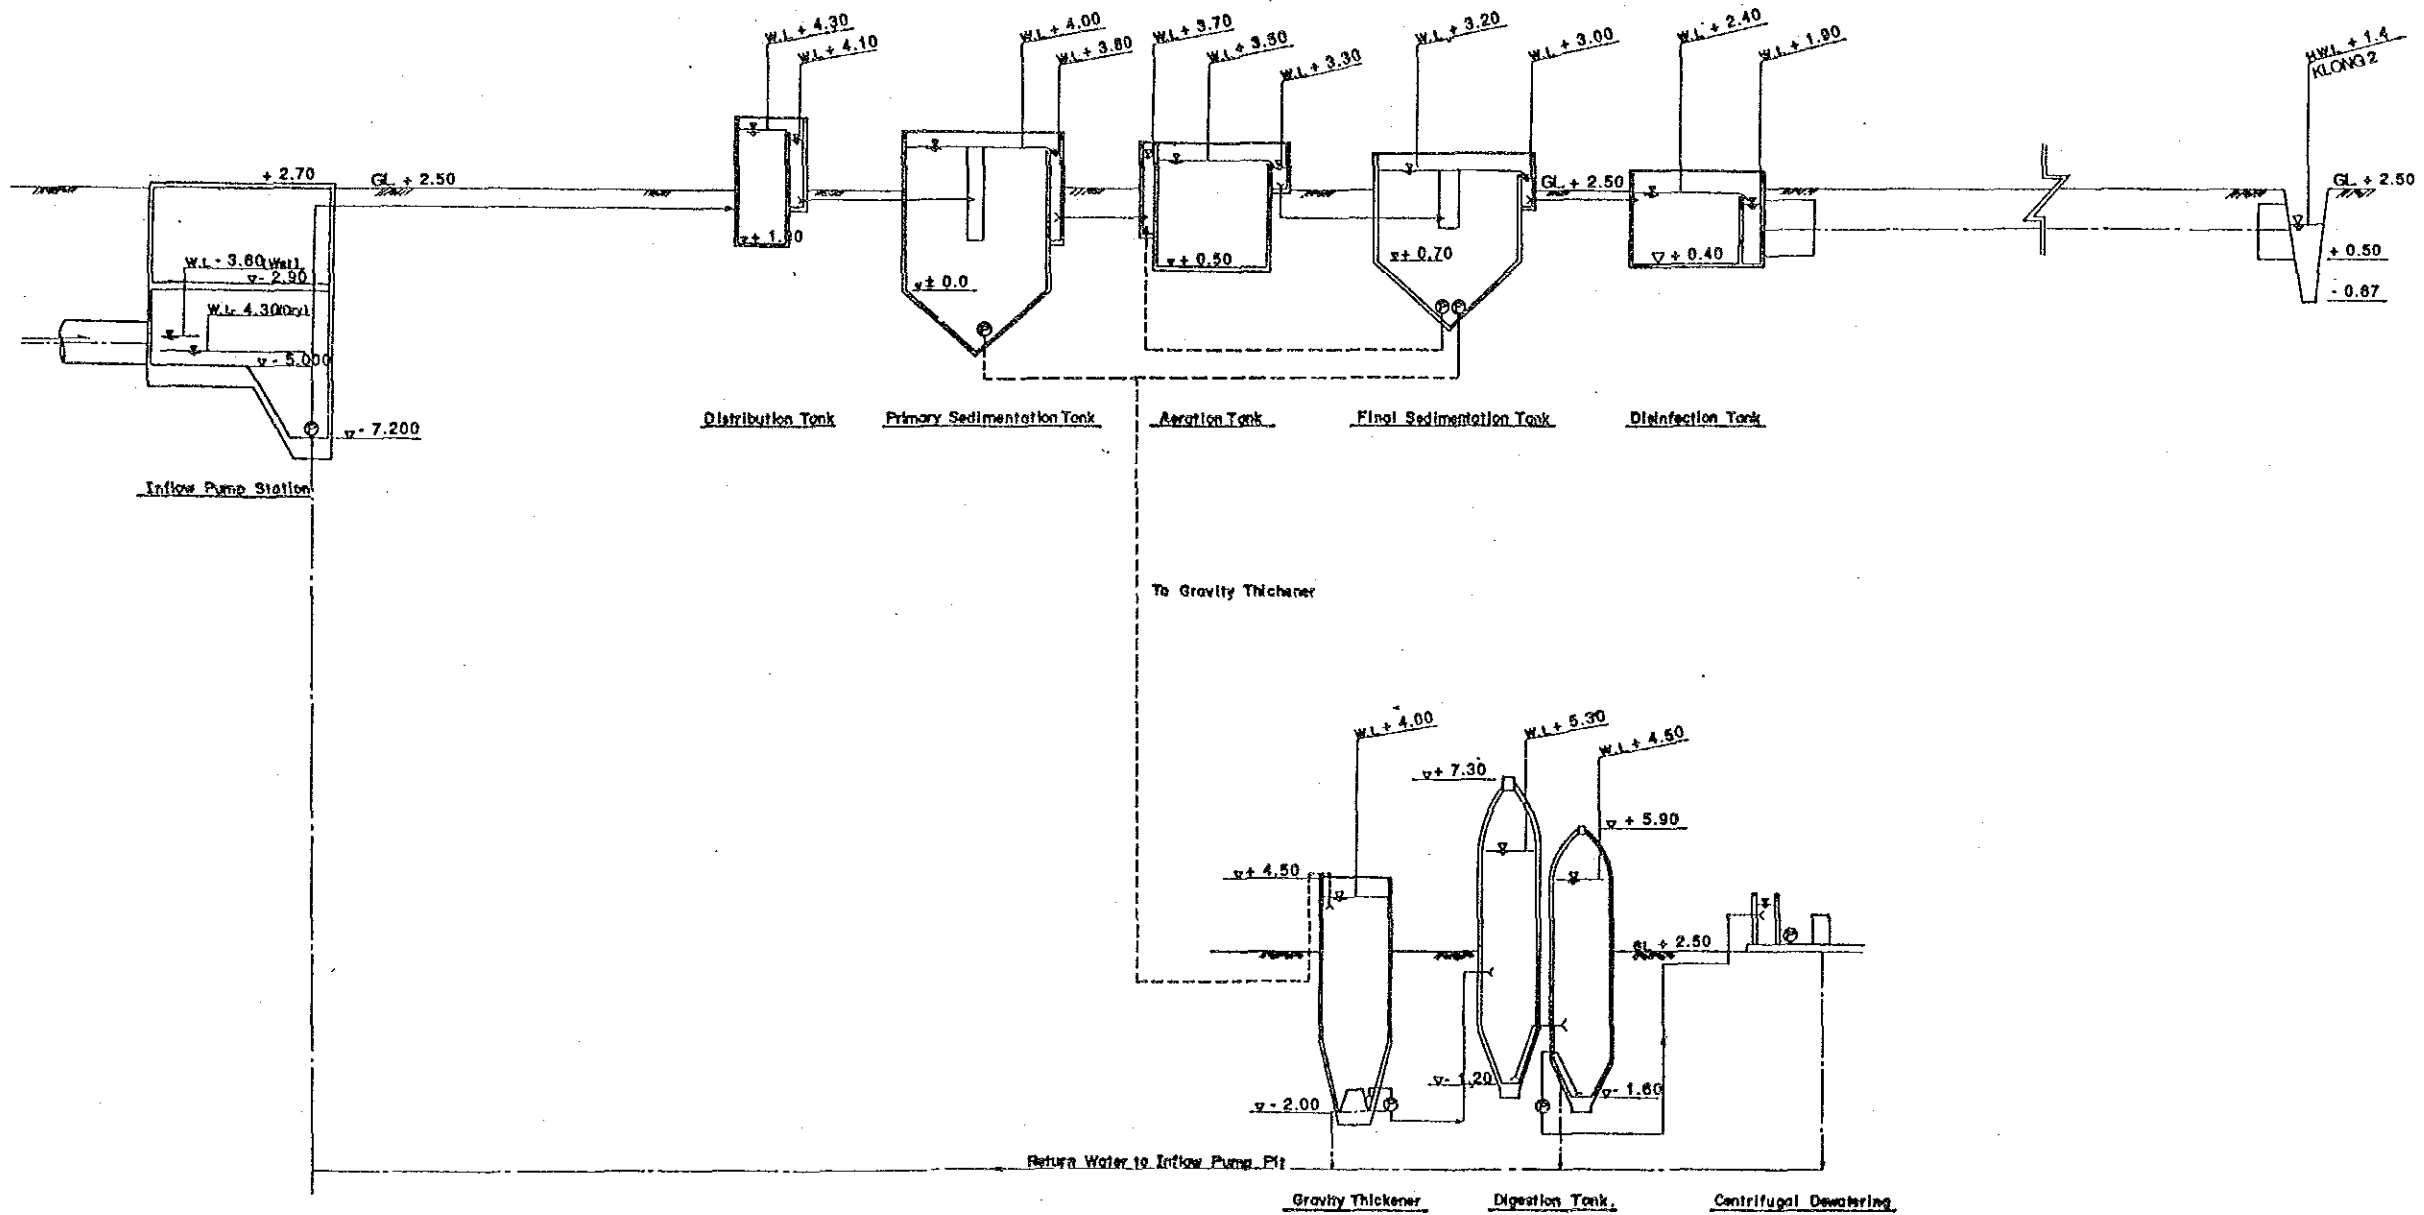 W.L + 4.30
W.L + 4.10
W.L + 4.00
W.L + 3.80
W.L + 3.70
W.L + 3.50
W.L + 3.30
W.L + 3.20
W.L + 3.00
W.L + 2.40
W.L + 1.90
HWL + 1.4
KLONG 2
+ 2.70
GL + 2.50
GL + 2.50
GL + 2.50
+ 0.50
± 0.0
+ 0.70
+ 0.40
+ 0.50
- 0.87
W.L - 3.60 (Wet)
- 2.90
W.L - 4.30 (Dry)
- 5.000
- 7.200
Distribution Tank
Primary Sedimentation Tank
Aeration Tank
Final Sedimentation Tank
Disinfection Tank
Inflow Pump Station
To Gravity Thichener
W.L + 4.00
W.L + 5.30
W.L + 4.50
+ 7.30
+ 5.90
+ 4.50
GL + 2.50
- 1.20
- 1.60
- 2.00
Return Water to Inflow Pump Pit
Gravity Thickener
Digestion Tank.
Centrifugal Dewatering